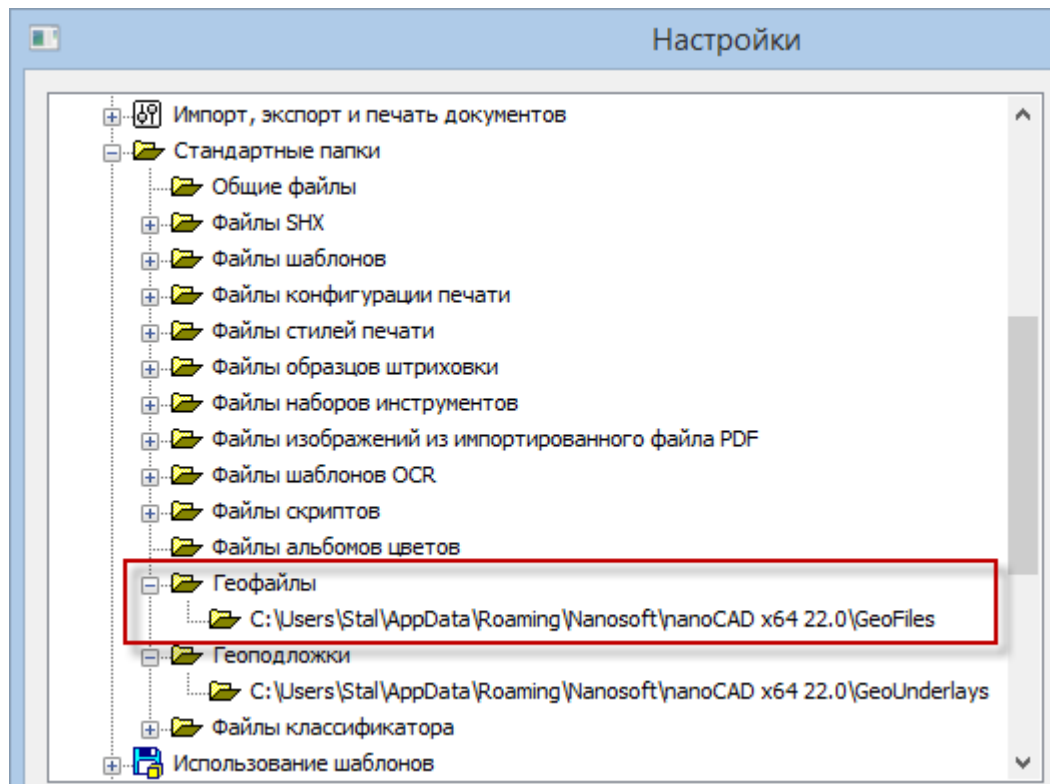 Настройки
Импорт, экспорт и печать документов
Стандартные папки
Общие файлы
Файлы SHX
Файлы шаблонов
Файлы конфигурации печати
Файлы стилей печати
Файлы образцов штриховки
Файлы наборов инструментов
Файлы изображений из импортированного файла PDF
Файлы шаблонов OCR
Файлы скриптов
Файлы альбомов цветов
Геофайлы
C:\Users\Stal\AppData\Roaming\Nanosoft\nanoCAD x64 22.0\GeoFiles
Геоподложки
C:\Users\Stal\AppData\Roaming\Nanosoft\nanoCAD x64 22.0\GeoUnderlays
Файлы классификатора
Использование шаблонов